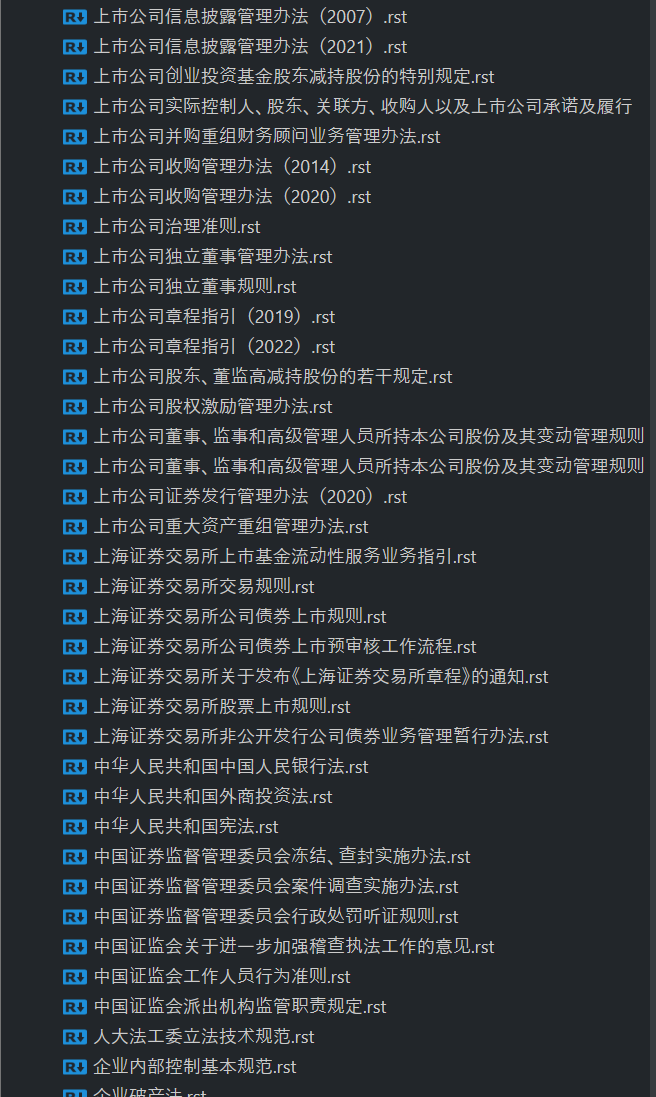 上市公司信息披露管理办法（2007）.rst
上市公司信息披露管理办法（2021）.rst
上市公司创业投资基金股东减持股份的特别规定.rst
上市公司实际控制人、股东、关联方、收购人以及上市公司承诺及履行
上市公司并购重组财务顾问业务管理办法.rst
上市公司收购管理办法（2014）.rst
上市公司收购管理办法（2020）.rst
上市公司治理准则.rst
上市公司独立董事管理办法.rst
上市公司独立董事规则.rst
上市公司章程指引（2019）.rst
上市公司章程指引（2022）.rst
上市公司股东、董监高减持股份的若干规定.rst
上市公司股权激励管理办法.rst
上市公司董事、监事和高级管理人员所持本公司股份及其变动管理规则
上市公司董事、监事和高级管理人员所持本公司股份及其变动管理规则
上市公司证券发行管理办法（2020）.rst
上市公司重大资产重组管理办法.rst
上海证券交易所上市基金流动性服务业务指引.rst
上海证券交易所交易规则.rst
上海证券交易所公司债券上市规则.rst
上海证券交易所公司债券上市预审核工作流程.rst
上海证券交易所关于发布《上海证券交易所章程》的通知.rst
上海证券交易所股票上市规则.rst
上海证券交易所非公开发行公司债券业务管理暂行办法.rst
中华人民共和国中国人民银行法.rst
中华人民共和国外商投资法.rst
中华人民共和国宪法.rst
中国证券监督管理委员会冻结、查封实施办法.rst
中国证券监督管理委员会案件调查实施办法.rst
中国证券监督管理委员会行政处罚听证规则.rst
中国证监会关于进一步加强稽查执法工作的意见.rst
中国证监会工作人员行为准则.rst
中国证监会派出机构监管职责规定.rst
人大法工委立法技术规范.rst
企业内部控制基本规范.rst
企业破产法.rst